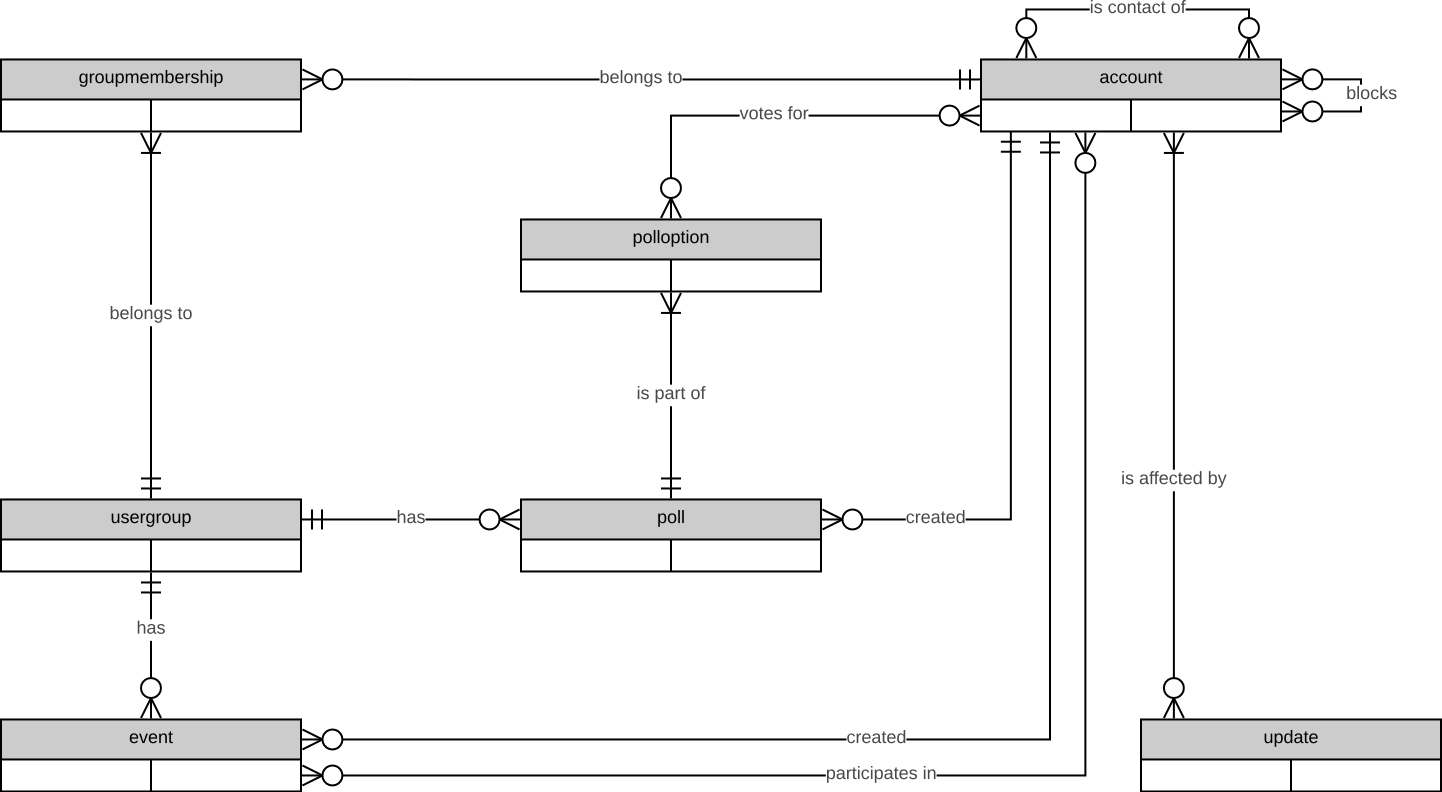 is contact of
groupmembership
belongs to
account
blocks
votes for
polloption
belongs to
is part of
is affected by
usergroup
has
poll
created
has
event
created
update
participates in